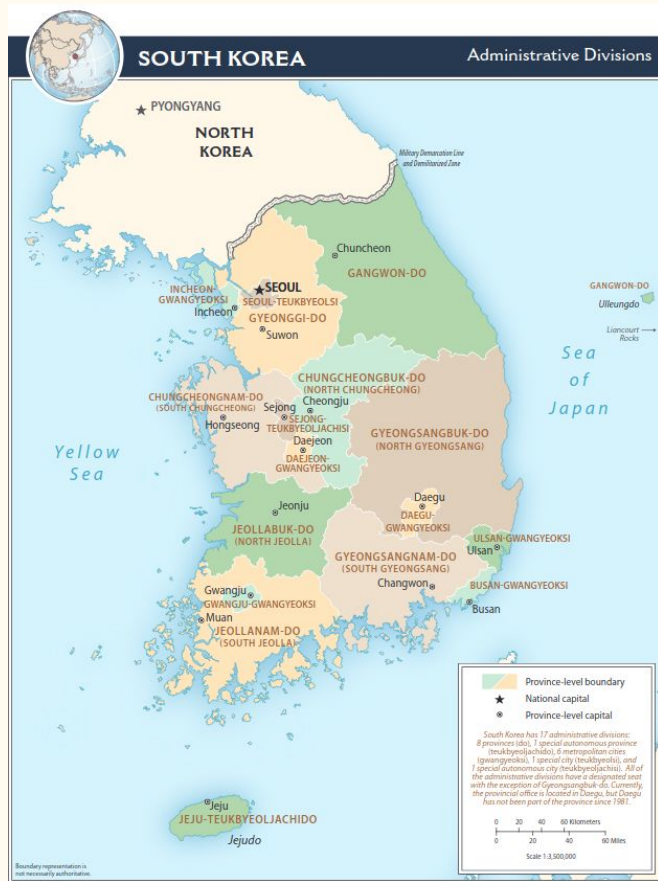 SOUTH KOREA
Administrative Divisions
PYONGYANG
NORTH
KOREA
Military Demarcation Line
and Demilitarized Zone
Chuncheon
GANGWON-DO
INCHEON-
GWANGYEOKSI
Incheon
SEOUL
SEOUL-TEUKBYEOLSI
GYEONGGI-DO
Suwon
GANGWON-DO
Ulleungdo
Liancourt
Rocks
Sea
of
Japan
CHUNGCHEONGBUK-DO
(NORTH CHUNGCHEONG)
Cheongju
CHUNGCHEONGNAM-DO
(SOUTH CHUNGCHEONG)
Hongseong
Sejong
SEJONG-
TEUKBYEOLJACHISI
Daejeon
DAEJEON-
GWANGYEOKSI
GYEONGSANGBUK-DO
(NORTH GYEONGSANG)
Yellow
Sea
Daegu
DAEGU-
GWANGYEOKSI
Jeonju
JEOLLABUK-DO
(NORTH JEOLLA)
ULSAN-GWANGYEOKSI
Ulsan
GYEONGSANGNAM-DO
(SOUTH GYEONGSANG)
Changwon
BUSAN-GWANGYEOKSI
Busan
Gwangju
GWANGJU-GWANGYEOKSI
Muan
JEOLLANAM-DO
(SOUTH JEOLLA)
Jeju
JEJU-TEUKBYEOLJACHIDO
Jejudo
Province-level boundary
National capital
Province-level capital
South Korea has 17 administrative divisions:
8 provinces (do), 1 special autonomous province
(teukbyeoljachido), 6 metropolitan cities
(gwangyeoksi), 1 special city (teukbyeolsi), and
1 special autonomous city (teukbyeoljachisi). All of
the administrative divisions have a designated seat
with the exception of Gyeongsangbuk-do. Currently,
the provincial office is located in Daegu, but Daegu
has not been part of the province since 1981.
0 20 40 60 Kilometers
0 20 40 60 Miles
Scale 1:3,500,000
Boundary representation is
not necessarily authoritative.